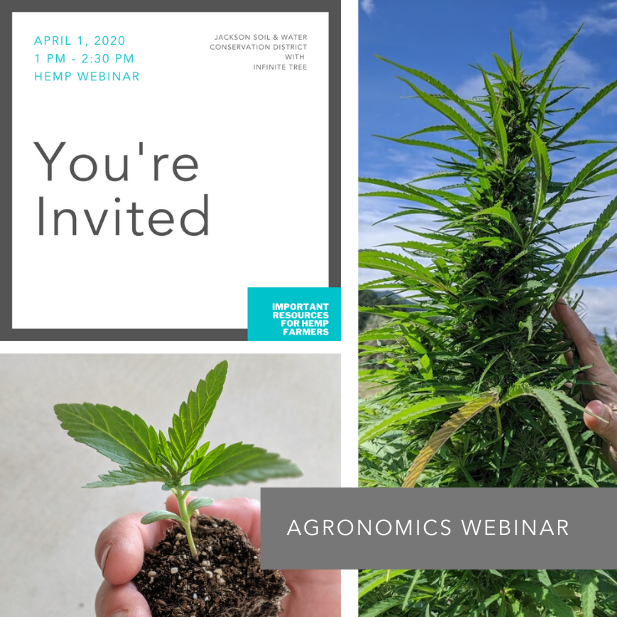 APRIL 1, 2020
1 PM - 2:30 PM
HEMP WEBINAR
JACKSON SOIL & WATER
CONSERVATION DISTRICT
WITH
INFINITE TREE
You're
Invited
IMPORTANT
RESOURCES
FOR HEMP
FARMERS
AGRONOMICS WEBINAR